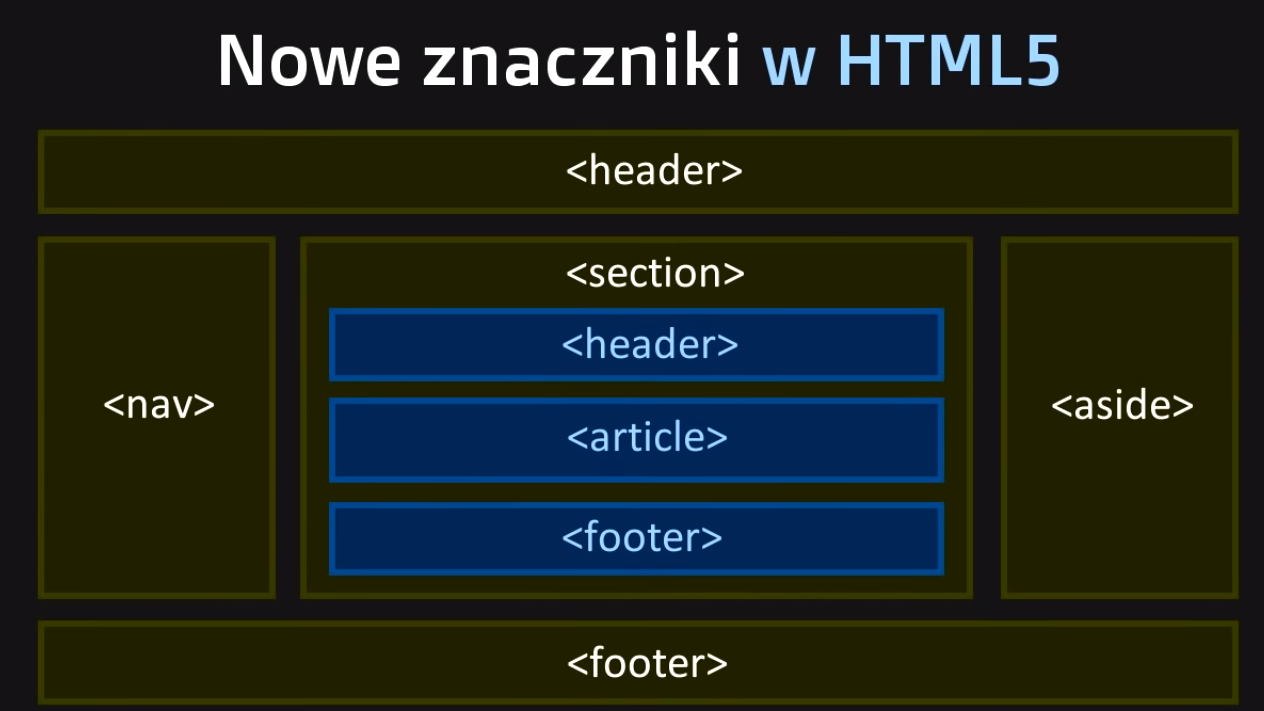 Nowe znaczniki w HTML5
<header>
<section>
<header>
<nav>
<article>
<aside>
<footer>
<footer>